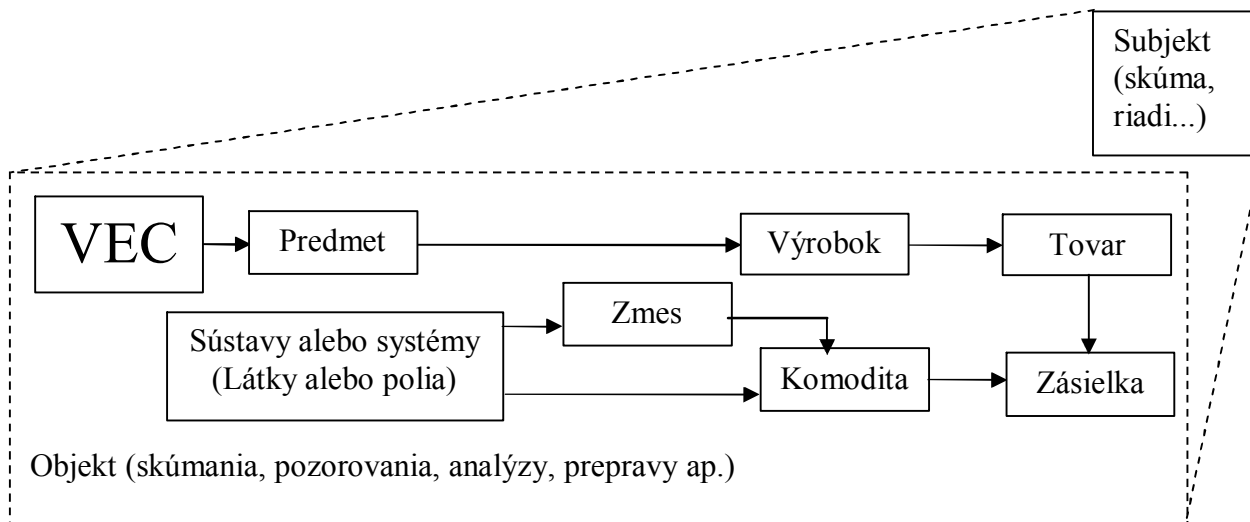 Subjekt
(skúma,
riadi...)
VEC
Predmet
Výrobok
Tovar
Zmes
Sústavy alebo systémy
(Látky alebo polia)
Komodita
Zásielka
Objekt (skúmania, pozorovania, analýzy, prepravy ap.)